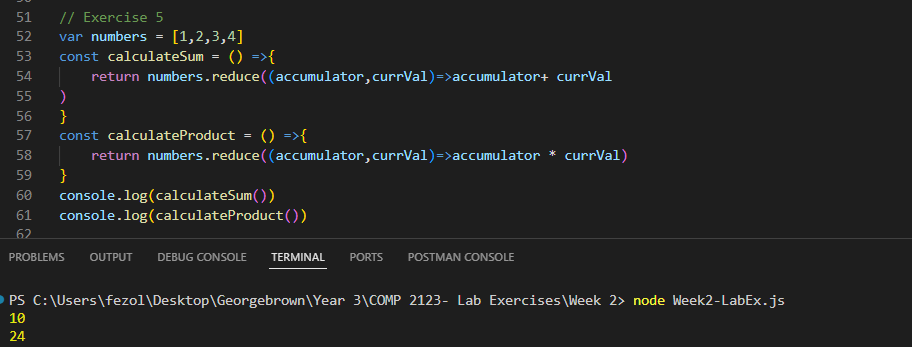 51 // Exercise 5
52 var numbers = [1,2,3,4]
53 const calculateSum = () =>{
54 return numbers.reduce((accumulator,currVal)=>accumulator+ currVal
55 )
56 }
57 const calculateProduct = () =>{
58 return numbers.reduce((accumulator,currVal)=>accumulator * currVal)
59 }
60 console.log(calculateSum())
61 console.log(calculateProduct())
62
PROBLEMS OUTPUT DEBUG CONSOLE TERMINAL PORTS POSTMAN CONSOLE
PS C:\Users\fezol\Desktop\Georgebrown\Year 3\COMP 2123- Lab Exercises\Week 2> node Week2-LabEx.js
10
24